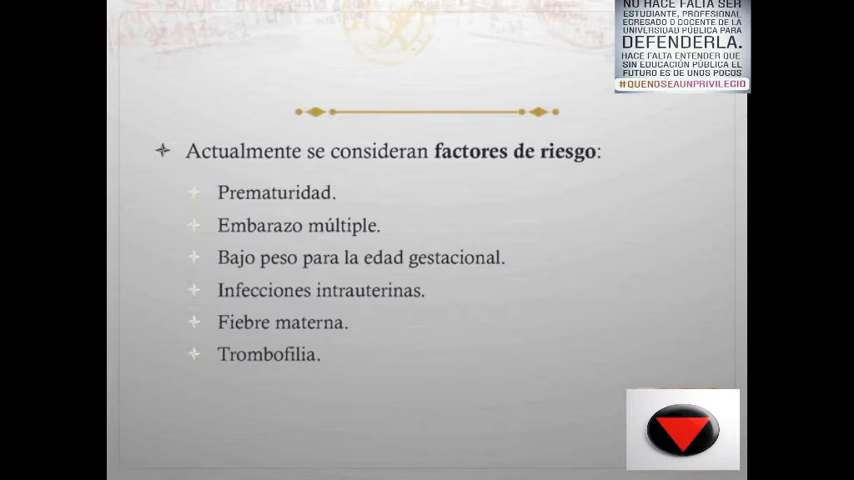 NO HACE FALTA SER
ESTUDIANTE, PROFESIONAL
EGRESADO O DOCENTE DE LA
UNIVERSIDAD PÚBLICA PARA
DEFENDERLA.
HACE FALTA ENTENDER QUE
SIN EDUCACIÓN PÚBLICA EL
FUTURO ES DE UNOS POCOS
#QUENOSEAUNPRIVILEGIO
Actualmente se consideran factores de riesgo:
Prematuridad.
Embarazo múltiple.
Bajo peso para la edad gestacional.
Infecciones intrauterinas.
Fiebre materna.
Trombofilia.